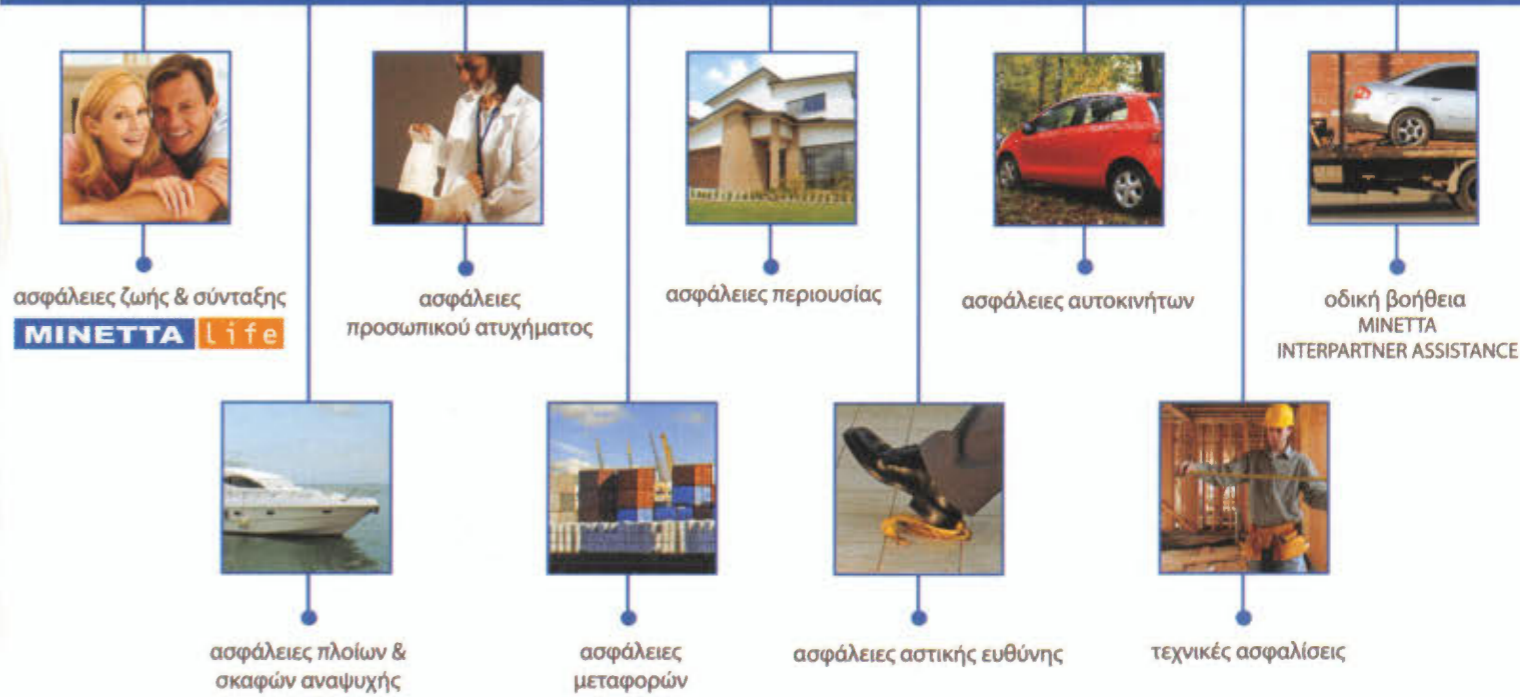 ασφάλειες ζωής & σύνταξης
MINETTA life
ασφάλειες
προσωπικού ατυχήματος
ασφάλειες περιουσίας
ασφάλειες αυτοκινήτων
οδική βοήθεια
MINETTA
INTERPARTNER ASSISTANCE
ασφάλειες πλοίων &
σκαφών αναψυχής
ασφάλειες
μεταφορών
ασφάλειες αστικής ευθύνης
τεχνικές ασφαλίσεις